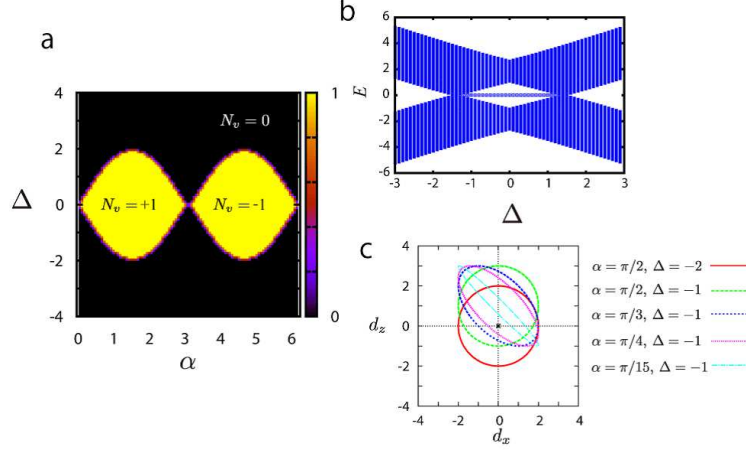 a
4
2
0
-2
-4
Δ
0 1 2 3 4 5 6
α
N_v = 0
N_v = +1
N_v = -1
1
0
b
6
4
2
0
-2
-4
-6
E
-3 -2 -1 0 1 2 3
Δ
c
4
2
0
-2
-4
d_z
-4 -2 0 2 4
d_x
α = π/2, Δ = −2
α = π/2, Δ = −1
α = π/3, Δ = −1
α = π/4, Δ = −1
α = π/15, Δ = −1